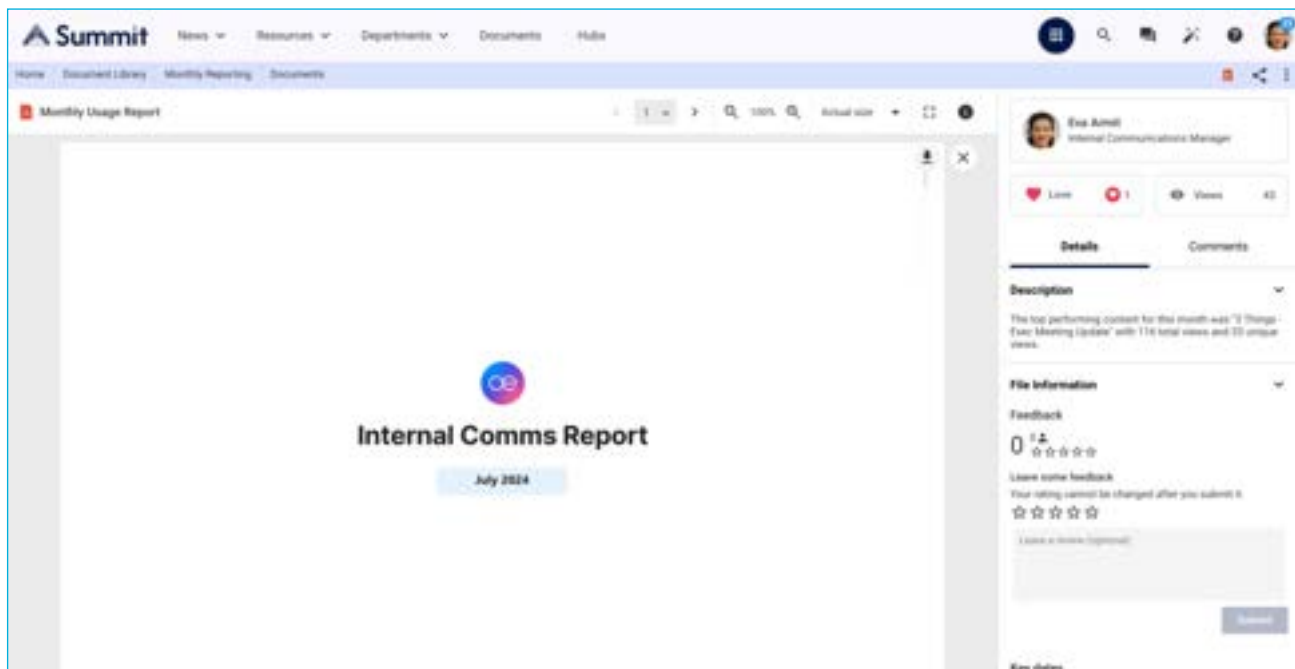 Summit News Resources Departments Documents Hubs
Home Document Library Monthly Reporting Documents
Monthly Usage Report 1 100% Actual size
Eva
Internal Communications Manager
Love 1 Views 43
Details Comments
Description
The top performing content for this month was "3 Things -
Exec Meeting Update" with 116 total views and 55 unique
views.
Internal Comms Report
July 2024
File Information
Feedback
0
Leave some feedback
Your rating cannot be changed after you submit it.
Leave a review (optional)
Submit
Key dates